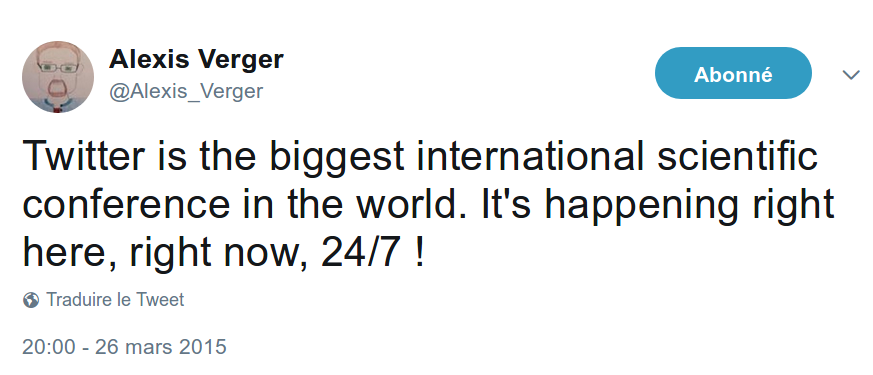 Alexis Verger
@Alexis_Verger
Abonné
Twitter is the biggest international scientific
conference in the world. It's happening right
here, right now, 24/7 !
Traduire le Tweet
20:00 - 26 mars 2015